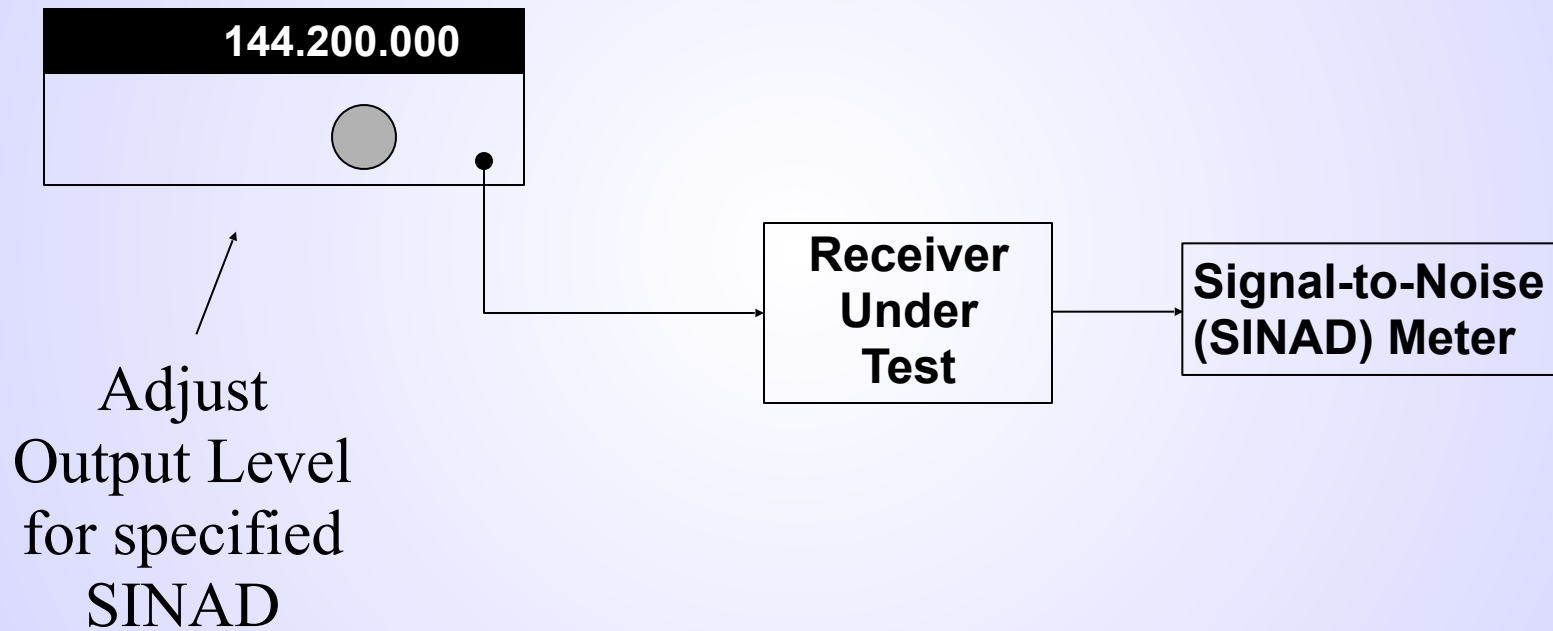 144.200.000
Receiver
Under
Test
Signal-to-Noise
(SINAD) Meter
Adjust
Output Level
for specified
SINAD